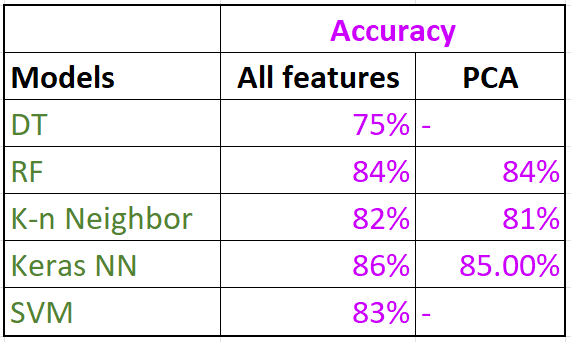 Accuracy
Models All features PCA
DT 75% -
RF 84% 84%
K-n Neighbor 82% 81%
Keras NN 86% 85.00%
SVM 83% -